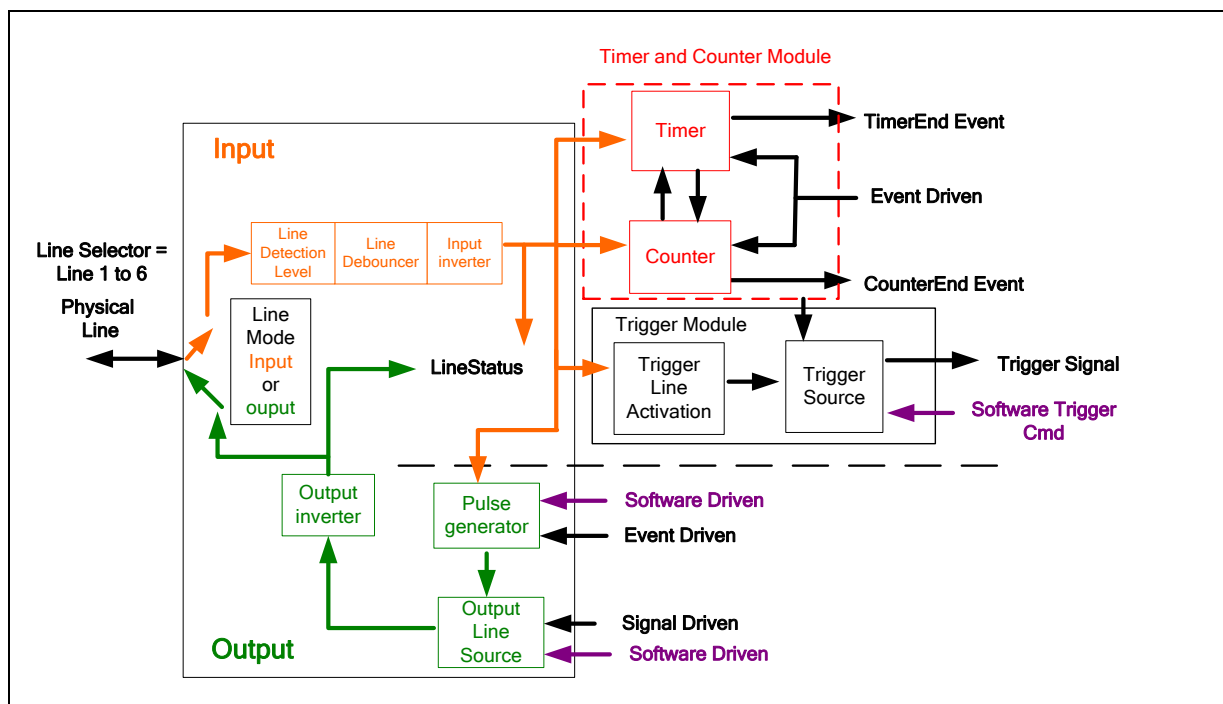 Timer and Counter Module
Input
Timer
TimerEnd Event
Event Driven
Line Selector =
Line 1 to 6
Physical
Line
Line
Detection
Level
Line
Debouncer
Input
inverter
Counter
CounterEnd Event
Line
Mode
Input
or
ouput
LineStatus
Trigger Module
Trigger
Line
Activation
Trigger
Source
Trigger Signal
Software Trigger
Cmd
Output
inverter
Pulse
generator
Software Driven
Event Driven
Output
Line
Source
Signal Driven
Software Driven
Output